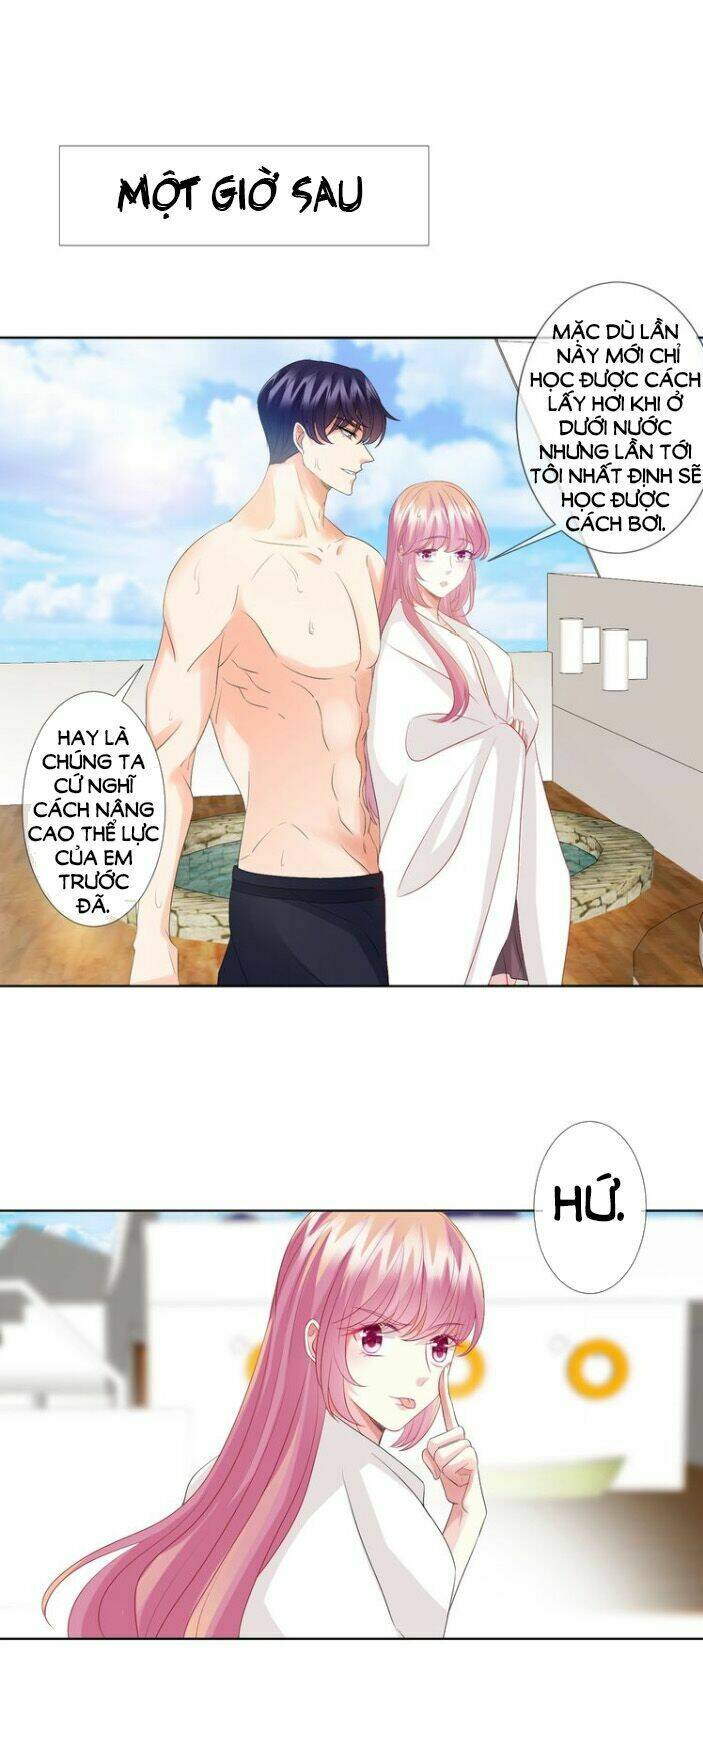 MỘT GIỜ SAU
MẶC DÙ LẦN
NÀY MỚI CHỈ
HỌC ĐƯỢC CÁCH
LẤY HƠI KHI Ở
DƯỚI NƯỚC
NHƯNG LẦN TỚI
TÔI NHẤT ĐỊNH SẼ
HỌC ĐƯỢC
CÁCH BƠI.
HAY LÀ
CHÚNG TA
CỨ NGHĨ
CÁCH NÂNG
CAO THỂ LỰC
CỦA EM
TRƯỚC
ĐÃ.
HỨ.